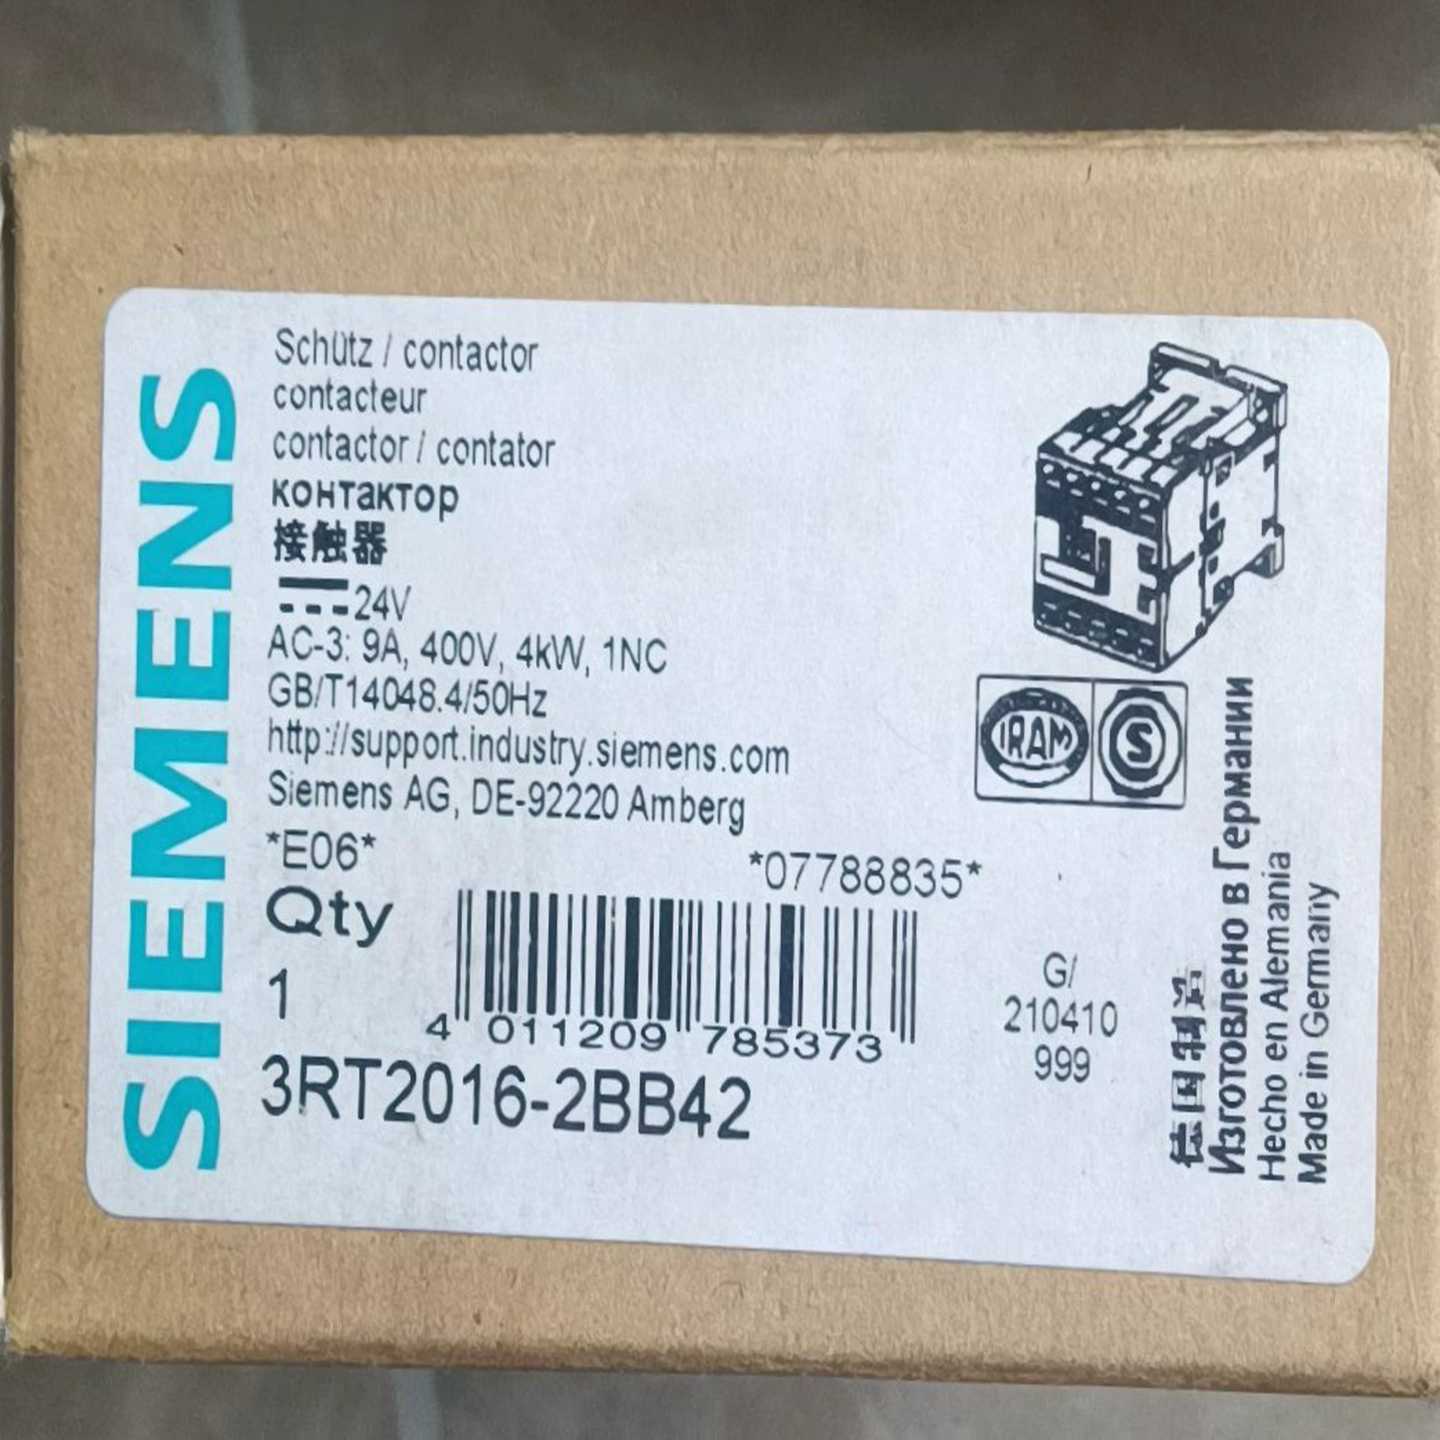 SIEMENS
Schütz / contactor
contacteur
contactor / contator
контактор
接触器
24V
AC-3: 9A, 400V, 4kW, 1NC
GB/T14048.4/50Hz
http://support.industry.siemens.com
Siemens AG, DE-92220 Amberg
*E06*
*07788835*
Qty
1
4 011209 785373
3RT2016-2BB42
IRAM
S
G/
210410
999
德国制造
Изготовлено в Германии
Hecho en Alemania
Made in Germany